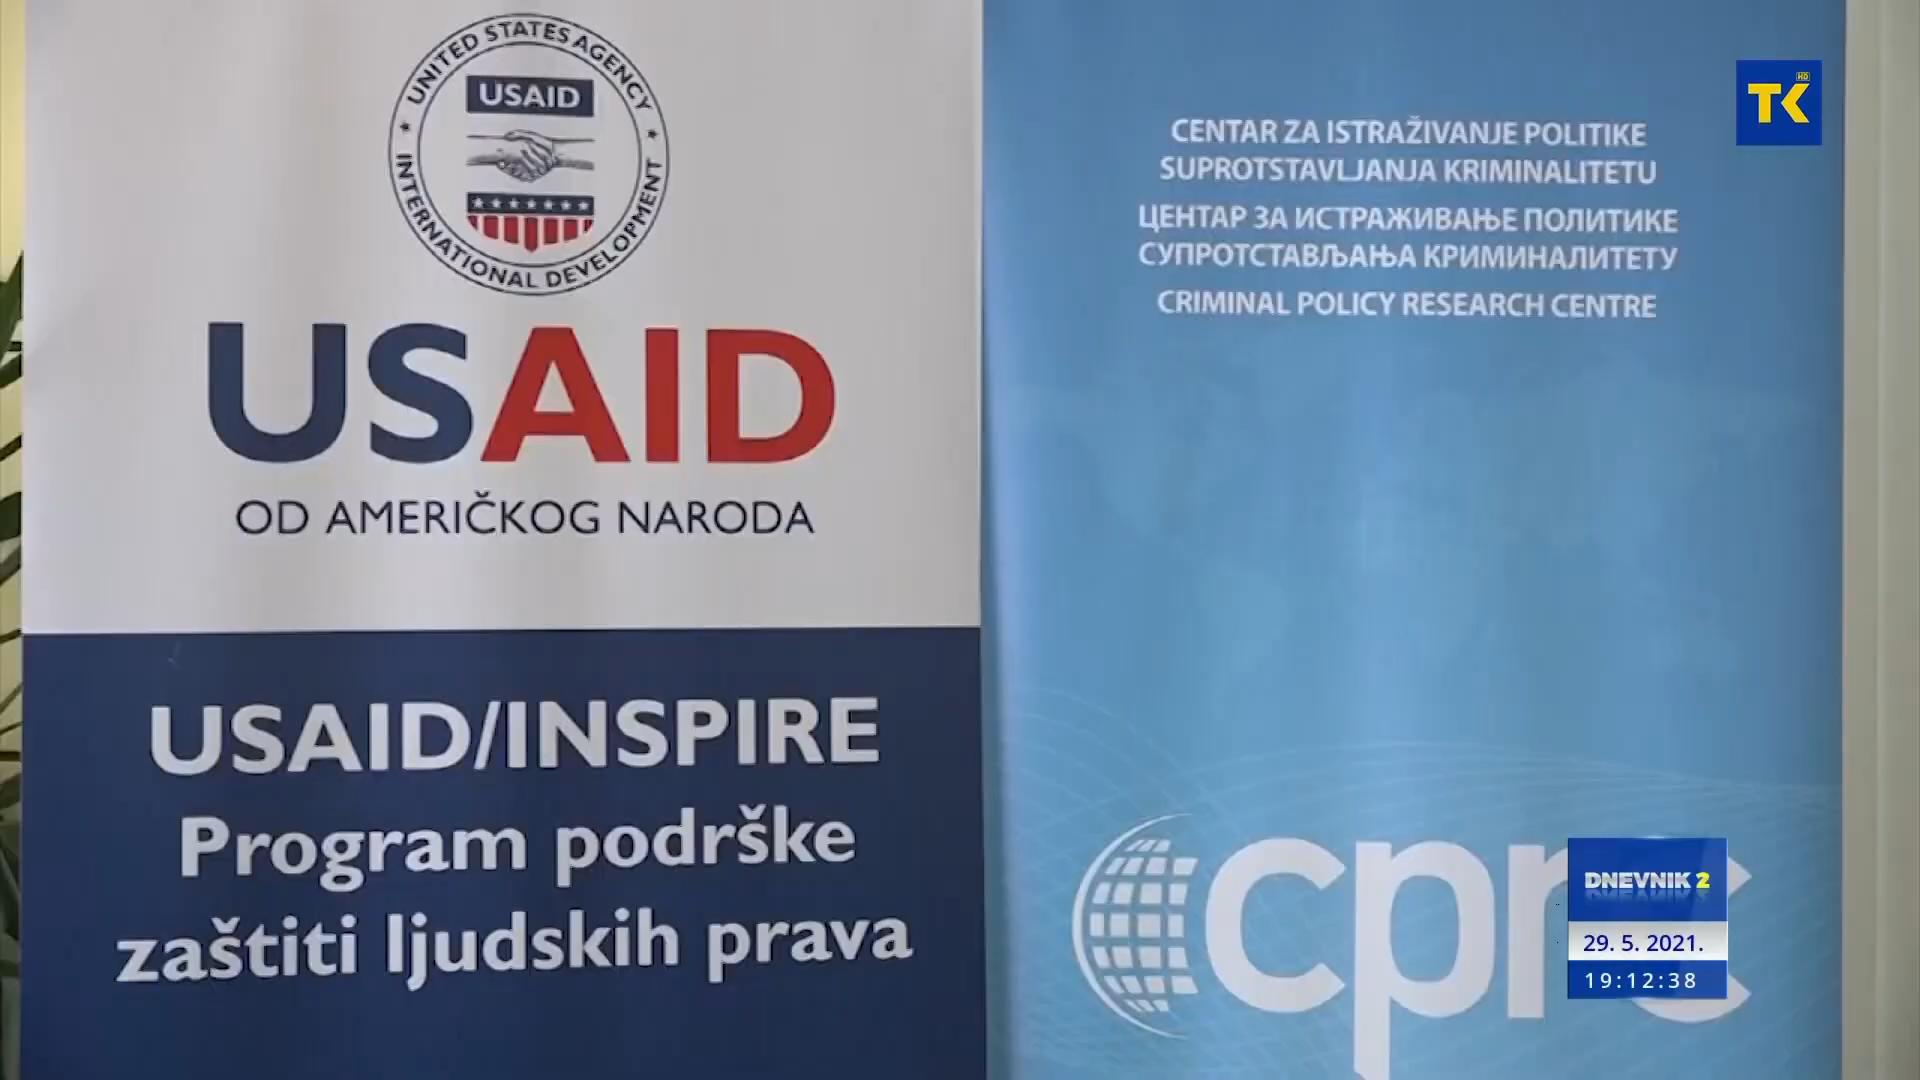 UNITED STATES AGENCY
USAID
INTERNATIONAL DEVELOPMENT
USAID
OD AMERIČKOG NARODA
USAID/INSPIRE
Program podrške
zaštiti ljudskih prava
CENTAR ZA ISTRAŽIVANJE POLITIKE
SUPROTSTAVLJANJA KRIMINALITETU
ЦЕНТАР ЗА ИСТРАЖИВАЊЕ ПОЛИТИКЕ
СУПРОТСТАВЉАЊА КРИМИНАЛИТЕТУ
CRIMINAL POLICY RESEARCH CENTRE
cprc
TK HD
DNEVNIK 2
29. 5. 2021.
19:12:38